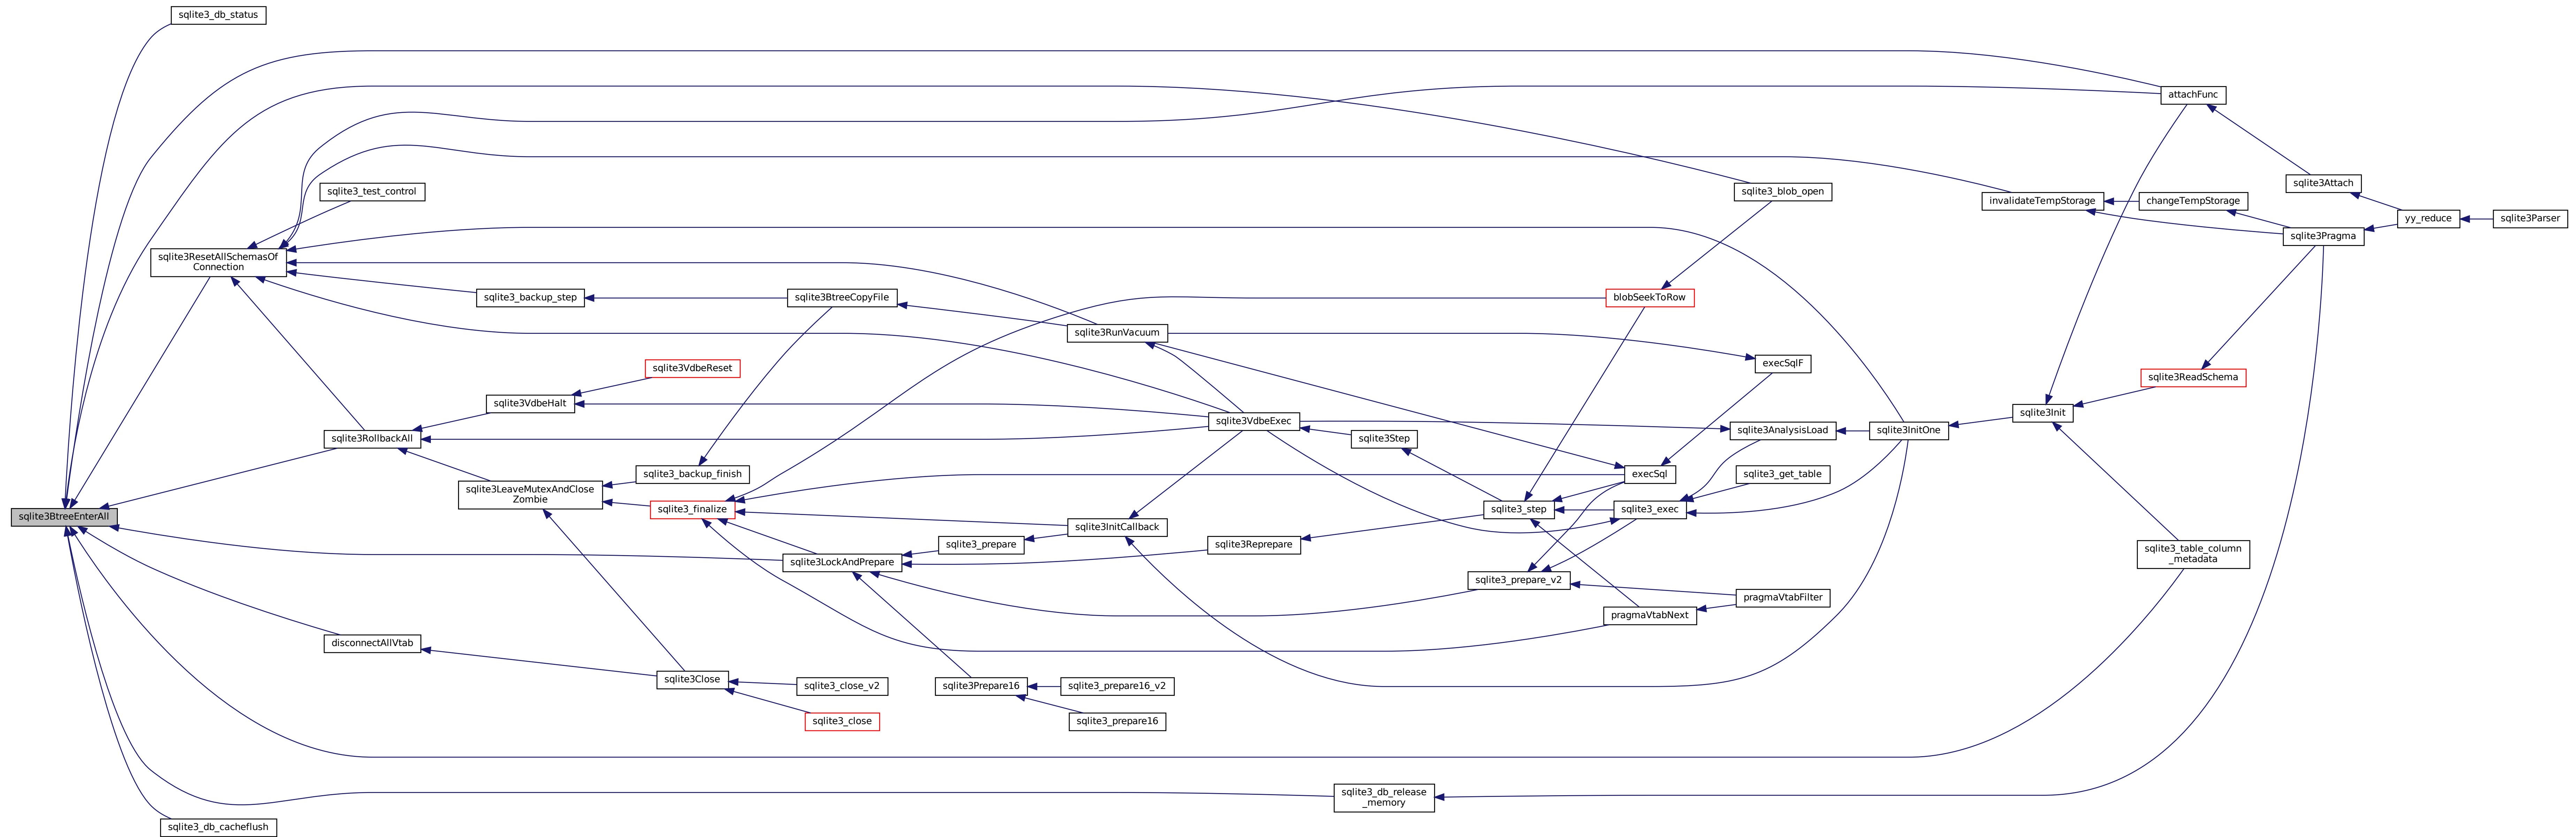 sqlite3_db_status
attachFunc
sqlite3Attach
sqlite3_test_control
sqlite3_blob_open
invalidateTempStorage
changeTempStorage
yy_reduce
sqlite3Parser
sqlite3Pragma
sqlite3ResetAllSchemasOf
Connection
sqlite3_backup_step
sqlite3BtreeCopyFile
blobSeekToRow
sqlite3RunVacuum
execSqlF
sqlite3VdbeReset
sqlite3ReadSchema
sqlite3VdbeHalt
sqlite3Init
sqlite3VdbeExec
sqlite3AnalysisLoad
sqlite3InitOne
sqlite3RollbackAll
sqlite3Step
sqlite3_backup_finish
execSql
sqlite3_get_table
sqlite3LeaveMutexAndClose
Zombie
sqlite3_finalize
sqlite3_step
sqlite3_exec
sqlite3BtreeEnterAll
sqlite3InitCallback
sqlite3_prepare
sqlite3Reprepare
sqlite3_table_column
_metadata
sqlite3LockAndPrepare
sqlite3_prepare_v2
pragmaVtabFilter
pragmaVtabNext
disconnectAllVtab
sqlite3Close
sqlite3_close_v2
sqlite3Prepare16
sqlite3_prepare16_v2
sqlite3_close
sqlite3_prepare16
sqlite3_db_release
_memory
sqlite3_db_cacheflush